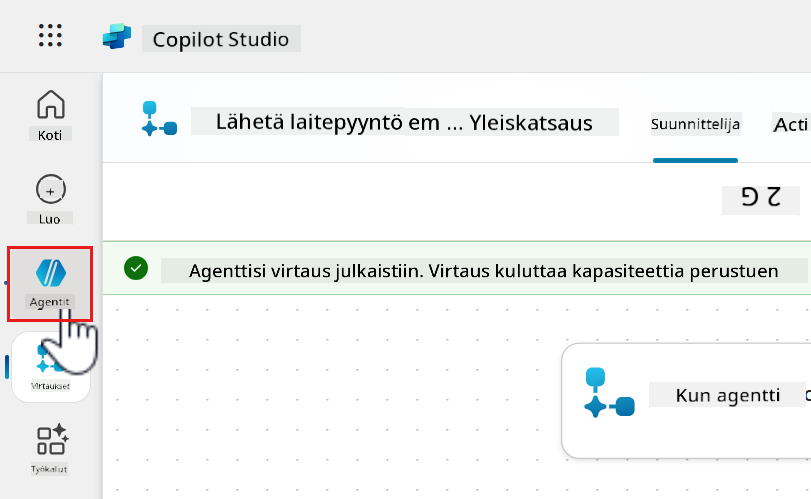 Copilot Studio
Koti
Luo
Agentit
Virtaukset
Työkalut
Lähetä laitepyyntö em ... Yleiskatsaus
Suunnittelija
Acti
Agenttisi virtaus julkaistiin. Virtaus kuluttaa kapasiteettia perustuen
Kun agentti